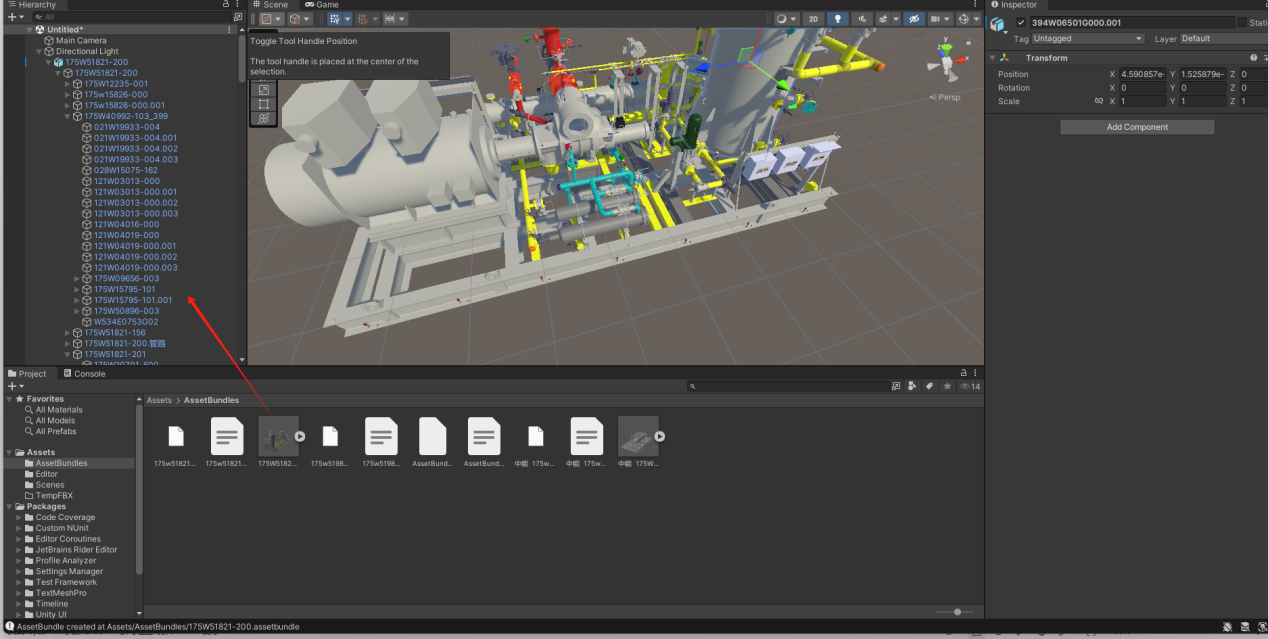 Hierarchy
Scene
Game
Inspector
All
2D
Untitled*
Main Camera
Directional Light
175W51821-200
175W51821-200
175W12235-001
175w15826-000
175w15826-000.001
175W40992-103_399
021W19933-004
021W19933-004.001
021W19933-004.002
021W19933-004.003
028W15075-162
121W03013-000
121W03013-000.001
121W03013-000.002
121W03013-000.003
121W04016-000
121W04019-000
121W04019-000.001
121W04019-000.002
121W04019-000.003
175W09656-003
175W15795-101
175W15795-101.001
175W50896-003
W534E0753G02
175W51821-156
175W51821-200.管路
175W51821-201
Toggle Tool Handle Position
The tool handle is placed at the center of the
selection.
y
x
z
Persp
394W06501G000.001
Stati
Tag Untagged
Layer Default
Transform
Position X 4.590857e- Y 1.525879e- Z 0
Rotation X 0 Y 0 Z 0
Scale X 1 Y 1 Z 1
Add Component
Project
Console
14
Favorites
All Materials
All Models
All Prefabs
Assets
AssetBundles
Editor
Scenes
TempFBX
Packages
Code Coverage
Custom NUnit
Editor Coroutines
JetBrains Rider Editor
Profile Analyzer
Settings Manager
Test Framework
TextMeshPro
Timeline
Unity UI
Assets > AssetBundles
175w51821...
175w51821...
175W5182...
175w5198...
175w5198...
AssetBund...
AssetBund...
中能 175w...
中能 175w...
中能 175W...
AssetBundle created at Assets/AssetBundles/175W51821-200.assetbundle